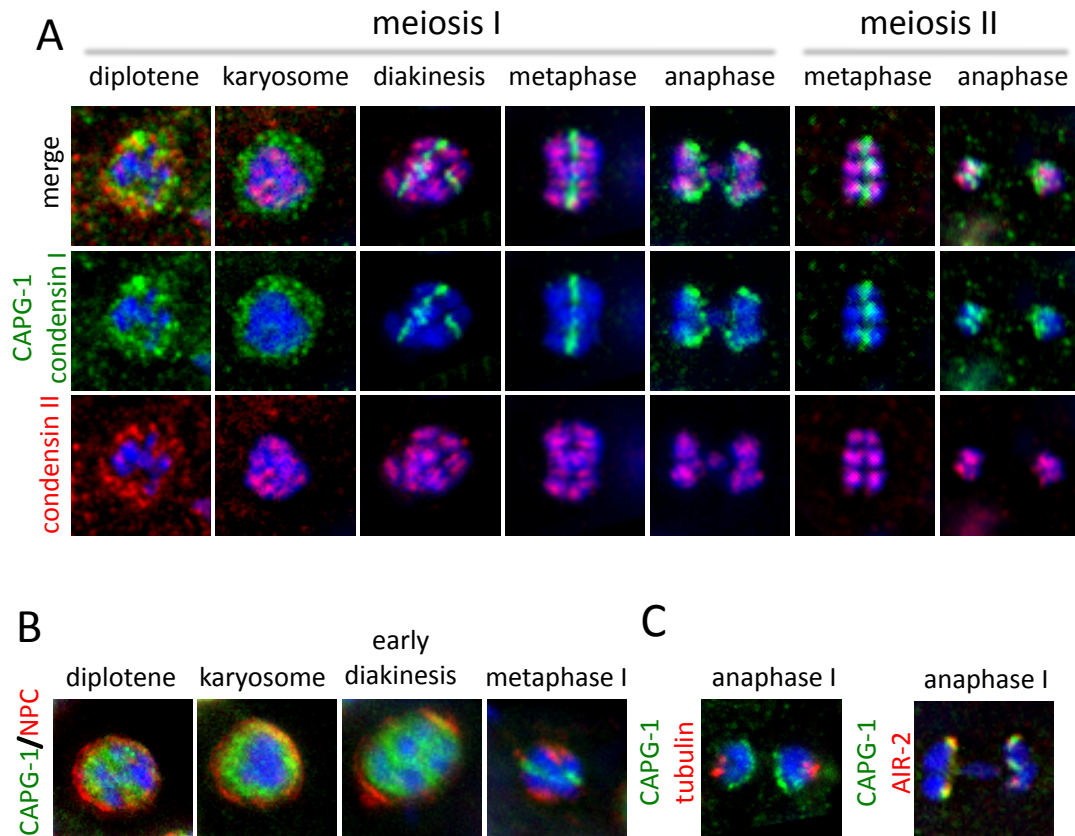 A
meiosis I
meiosis II
diplotene
karyosome
diakinesis
metaphase
anaphase
metaphase
anaphase
merge
CAPG-1
condensin I
condensin II
B
diplotene
karyosome
early
diakinesis
metaphase I
CAPG-1/NPC
C
anaphase I
anaphase I
CAPG-1
tubulin
CAPG-1
AIR-2